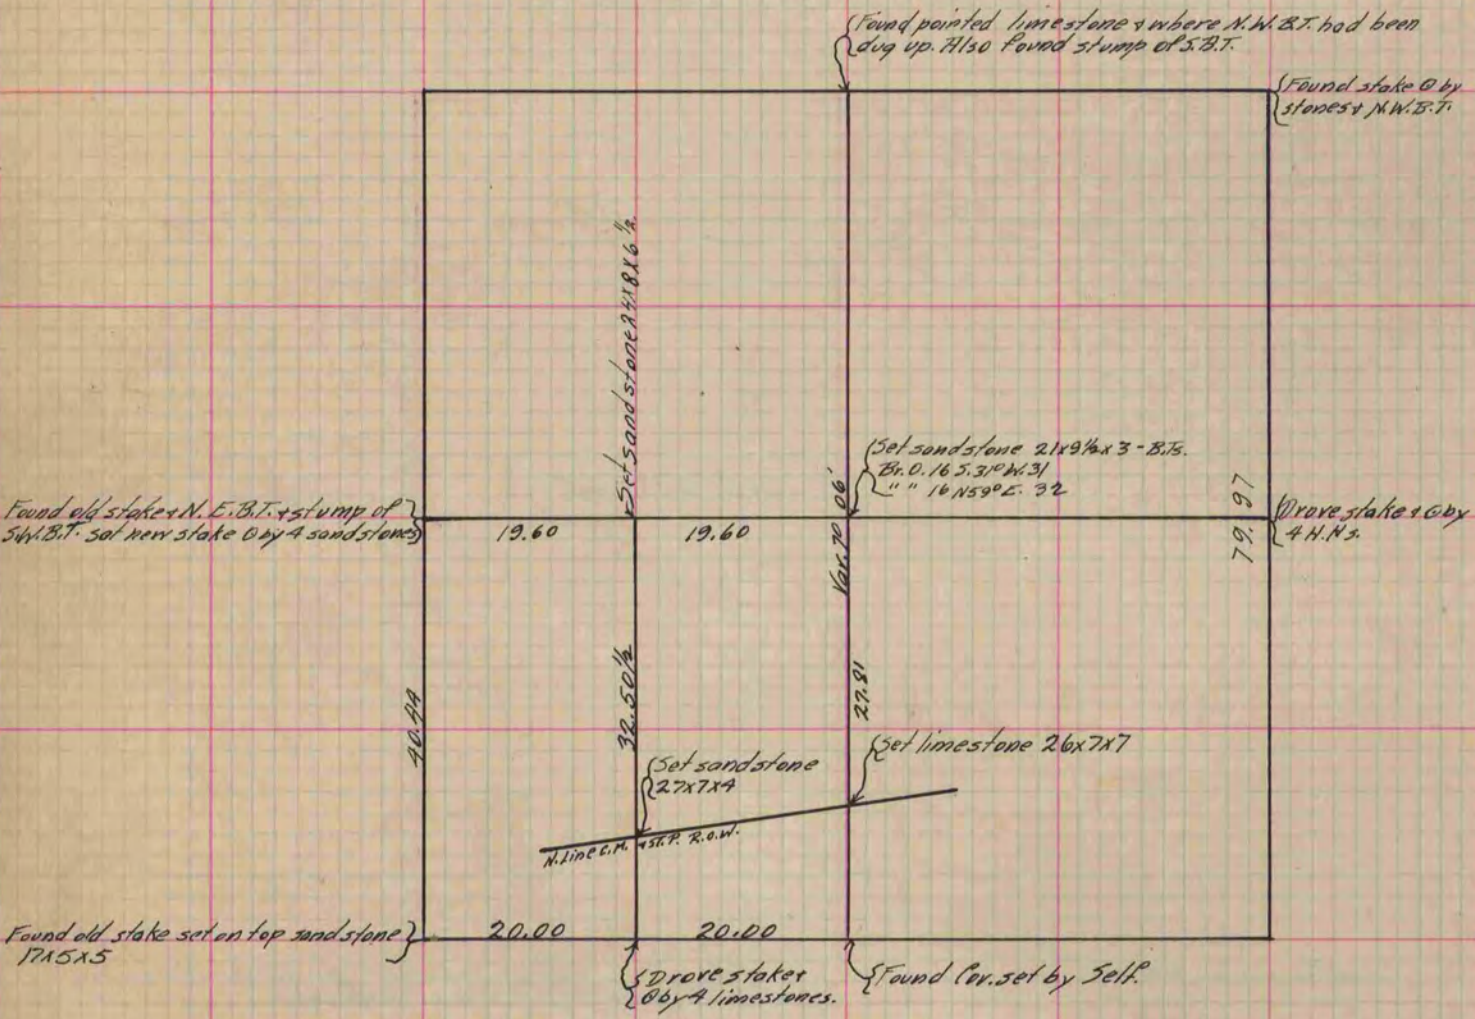 Found pointed limestone & where N.W.B.T. had been
dug up. Also found stump of S.B.T.
Found stake ʘ by
stones & N.W.B.T.
Set sandstone 24x8x6½
Set sandstone 21x9½x3 - B.Ts.
Br. O. 16 S.31°W. 31
" " 16 N59°E. 32
Found old stake & N.E.B.T. & stump of
S.W.B.T. set new stake ʘ by 4 sandstones
19.60
19.60
Var. 7° 06'
79.97
Drove stake & ʘ by
4 H.Hs.
40.44
32.50½
27.81
Set sandstone
27x7x4
Set limestone 26x7x7
N. Line C.M. & St. P. R.O.W.
Found old stake set on top sandstone
17x5x5
20.00
20.00
Drove stake &
ʘ by 4 limestones.
Found Cor. set by Self.